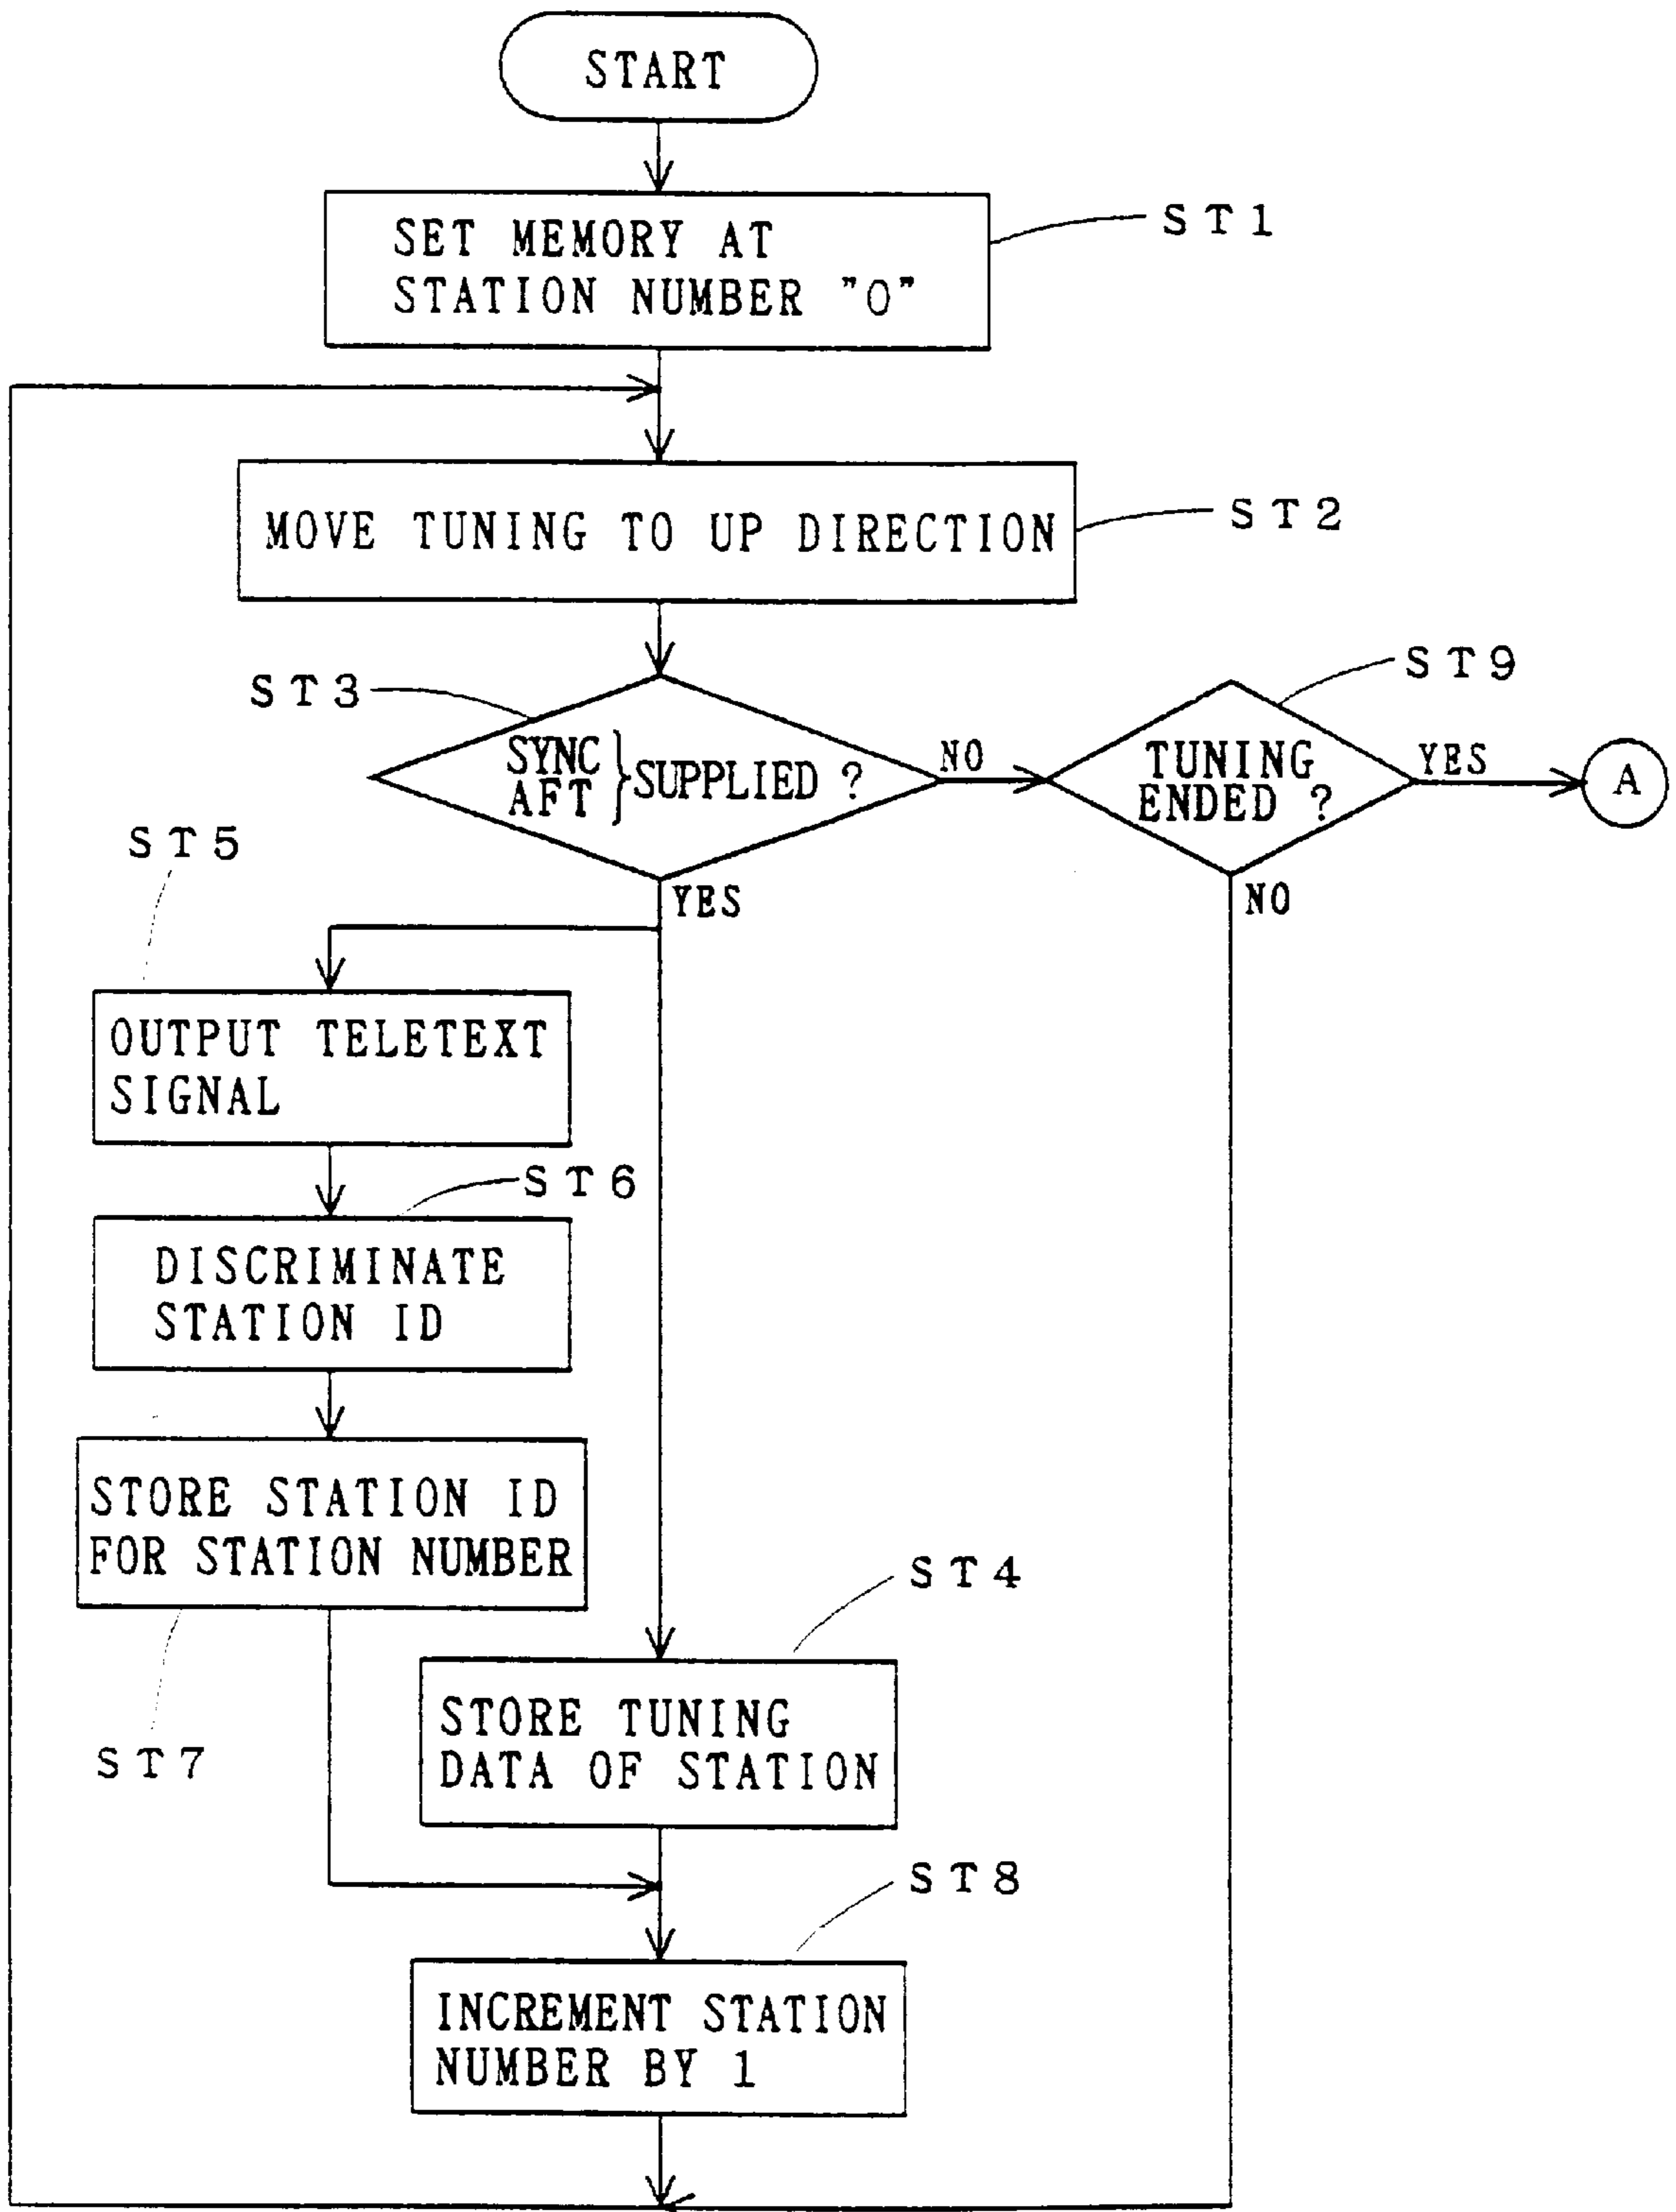 START
SET MEMORY AT
STATION NUMBER "0"
ST1
MOVE TUNING TO UP DIRECTION
ST2
ST3
SYNC
AFT
SUPPLIED ?
NO
ST9
TUNING
ENDED ?
YES
A
YES
NO
ST5
OUTPUT TELETEXT
SIGNAL
ST6
DISCRIMINATE
STATION ID
STORE STATION ID
FOR STATION NUMBER
ST7
ST4
STORE TUNING
DATA OF STATION
ST8
INCREMENT STATION
NUMBER BY 1